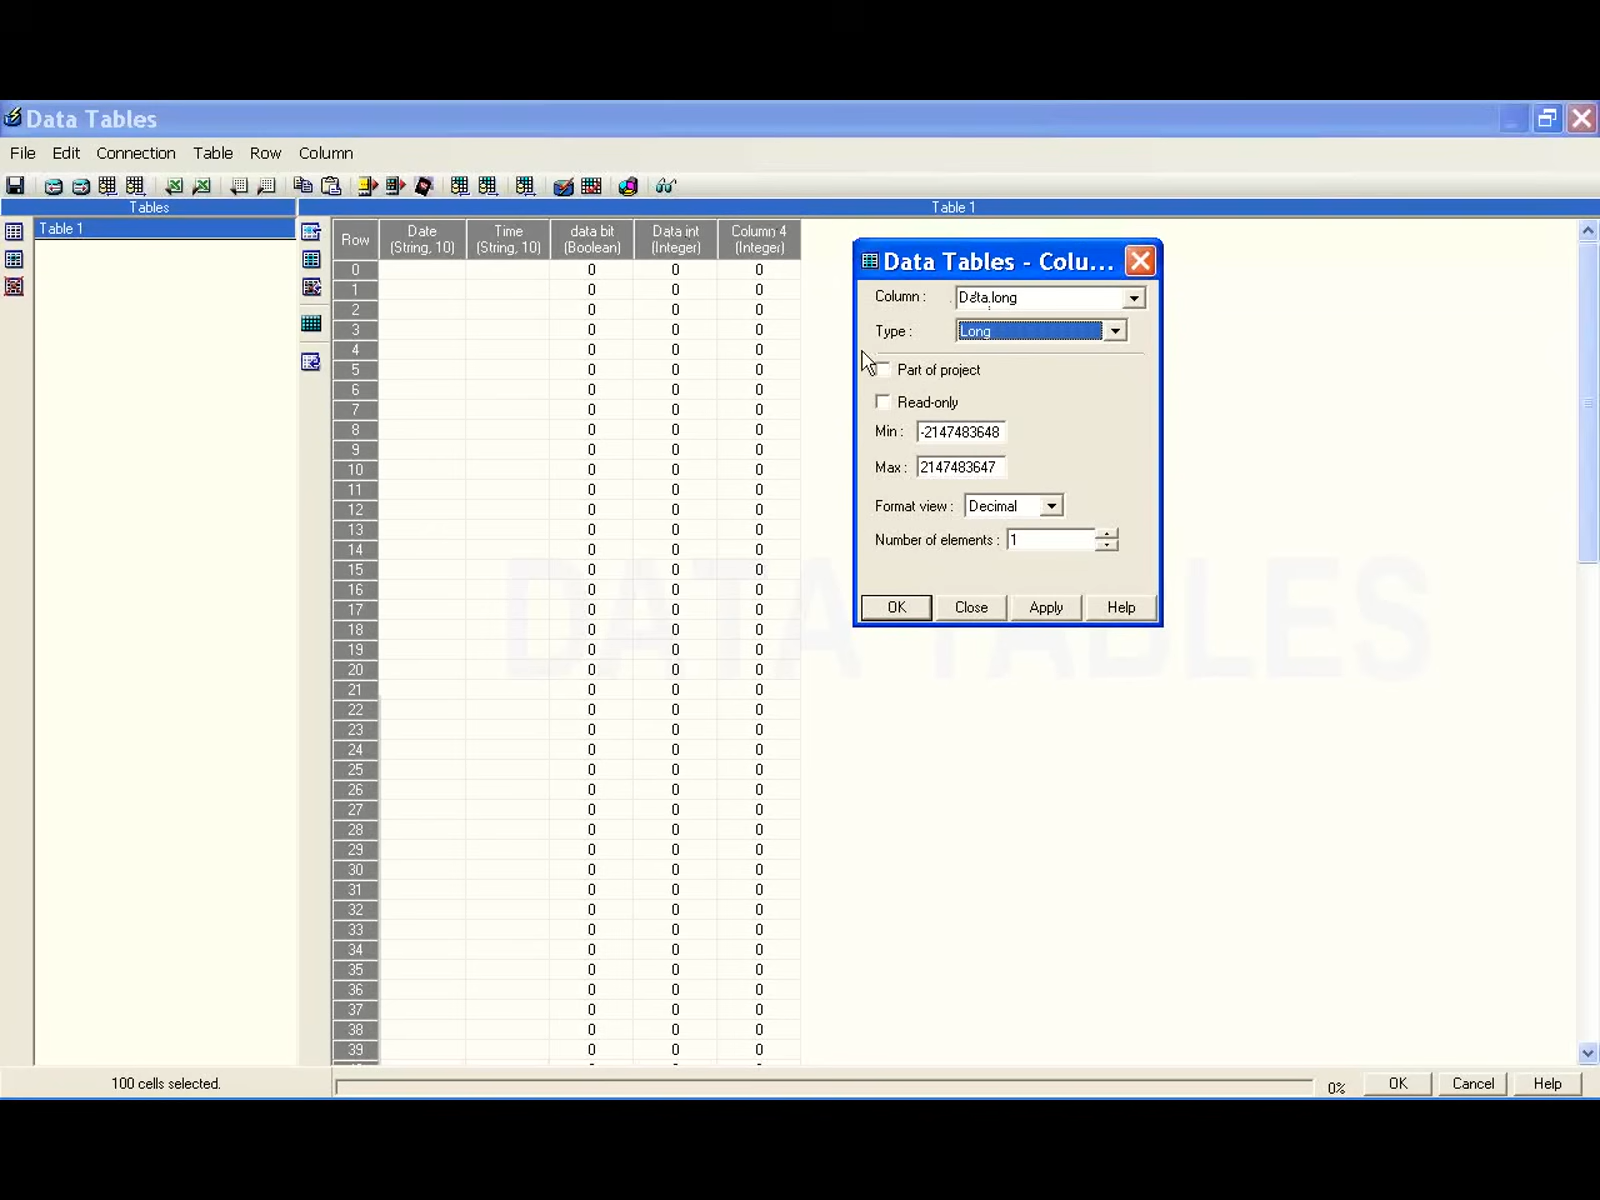 Data Tables
File Edit Connection Table Row Column
Tables
Table 1
Table 1
Row Date (String, 10) Time (String, 10) data bit (Boolean) Data int (Integer) Column 4 (Integer)
0 0 0 0
1 0 0 0
2 0 0 0
3 0 0 0
4 0 0 0
5 0 0 0
6 0 0 0
7 0 0 0
8 0 0 0
9 0 0 0
10 0 0 0
11 0 0 0
12 0 0 0
13 0 0 0
14 0 0 0
15 0 0 0
16 0 0 0
17 0 0 0
18 0 0 0
19 0 0 0
20 0 0 0
21 0 0 0
22 0 0 0
23 0 0 0
24 0 0 0
25 0 0 0
26 0 0 0
27 0 0 0
28 0 0 0
29 0 0 0
30 0 0 0
31 0 0 0
32 0 0 0
33 0 0 0
34 0 0 0
35 0 0 0
36 0 0 0
37 0 0 0
38 0 0 0
39 0 0 0
Data Tables - Colu...
Column : Data long
Type : Long
Part of project
Read-only
Min : -2147483648
Max : 2147483647
Format view : Decimal
Number of elements : 1
OK Close Apply Help
DATA TABLES
100 cells selected.
0% OK Cancel Help